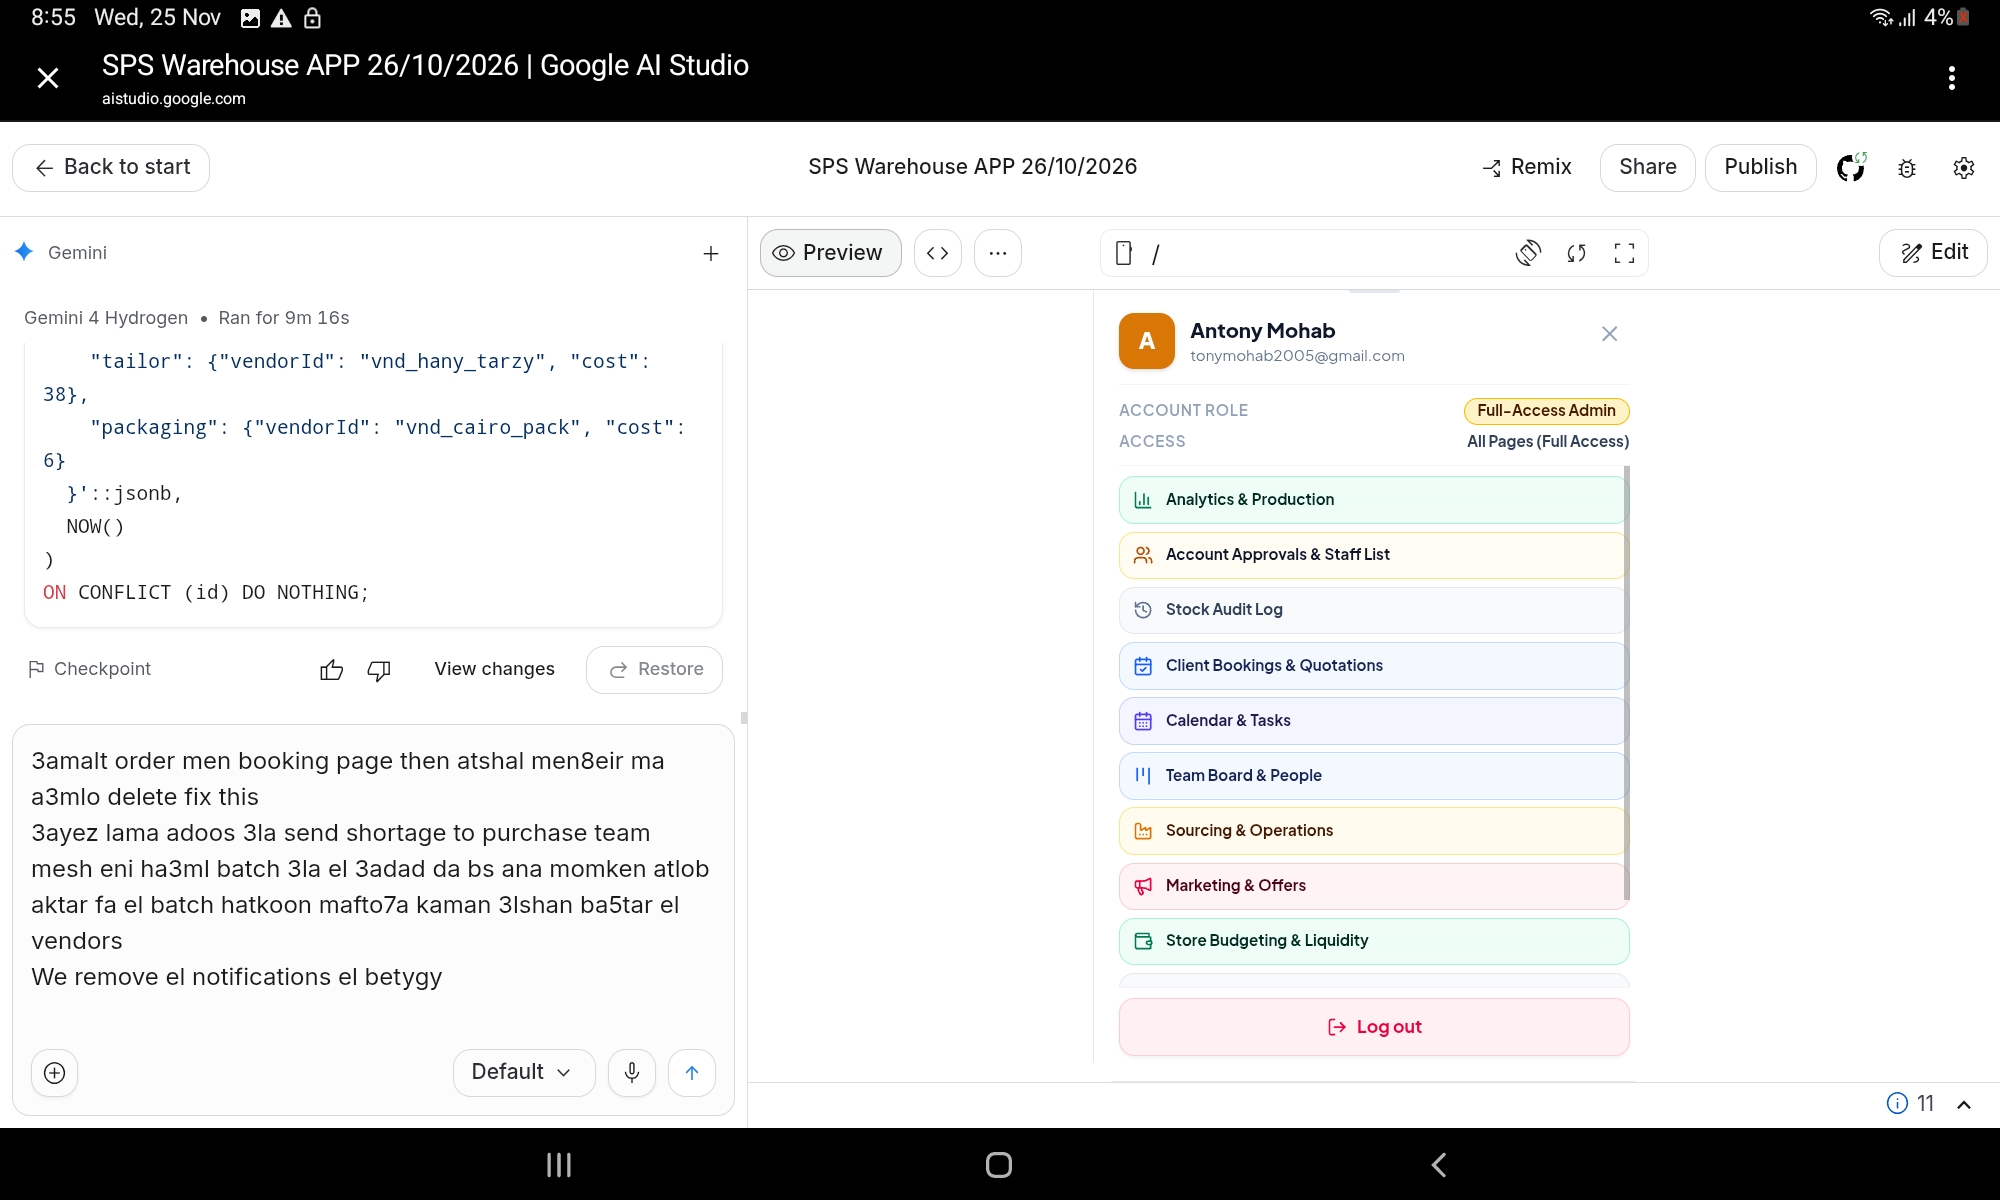 8:55 Wed, 25 Nov 4%
SPS Warehouse APP 26/10/2026 | Google AI Studio
aistudio.google.com
Back to start
SPS Warehouse APP 26/10/2026
Remix
Share
Publish
Gemini
Preview
/
Edit
Gemini 4 Hydrogen • Ran for 9m 16s
"tailor": {"vendorId": "vnd_hany_tarzy", "cost":
38},
"packaging": {"vendorId": "vnd_cairo_pack", "cost":
6}
}'::jsonb,
NOW()
)
ON CONFLICT (id) DO NOTHING;
Checkpoint
View changes
Restore
3amalt order men booking page then atshal men8eir ma
a3mlo delete fix this
3ayez lama adoos 3la send shortage to purchase team
mesh eni ha3ml batch 3la el 3adad da bs ana momken atlob
aktar fa el batch hatkoon mafto7a kaman 3lshan ba5tar el
vendors
We remove el notifications el betygy
Default
A
Antony Mohab
tonymohab2005@gmail.com
ACCOUNT ROLE
Full-Access Admin
ACCESS
All Pages (Full Access)
Analytics & Production
Account Approvals & Staff List
Stock Audit Log
Client Bookings & Quotations
Calendar & Tasks
Team Board & People
Sourcing & Operations
Marketing & Offers
Store Budgeting & Liquidity
Log out
11